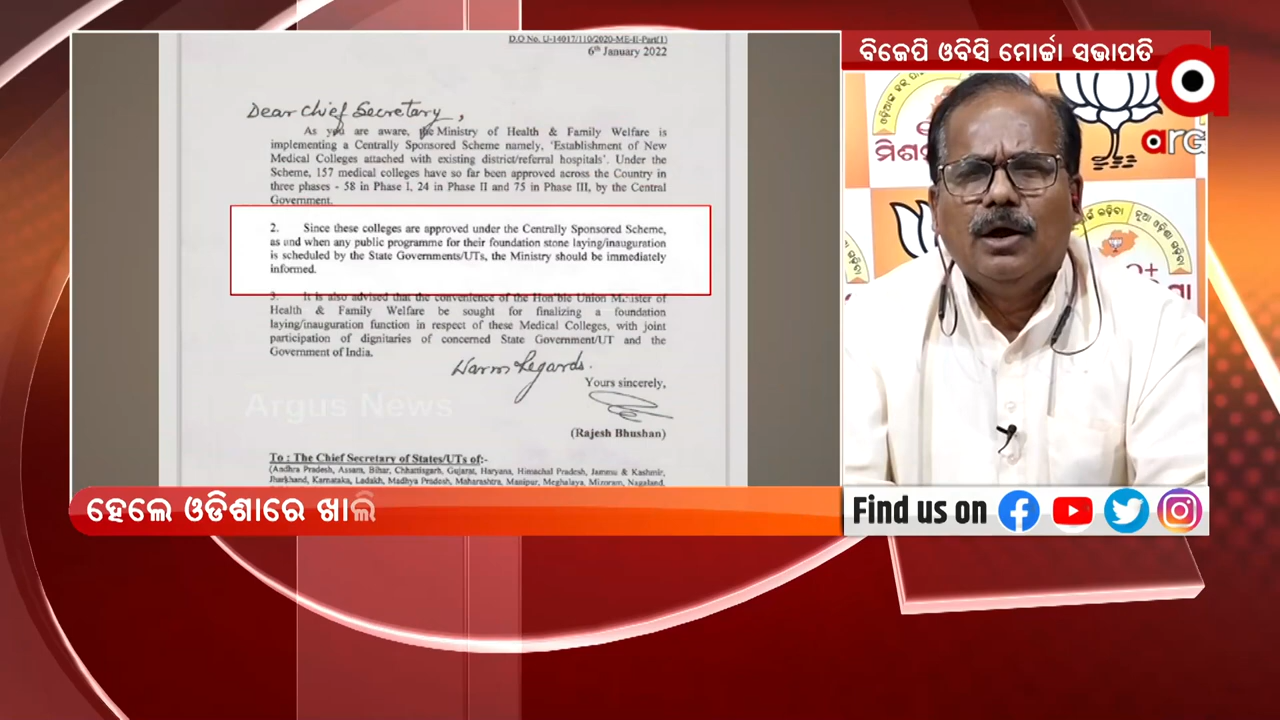 D.O No. U-14017/110/2020-ME-II-Part(1)
6th January 2022
Dear Chief Secretary,
As you are aware, the Ministry of Health & Family Welfare is
implementing a Centrally Sponsored Scheme namely, 'Establishment of New
Medical Colleges attached with existing district/referral hospitals'. Under the
Scheme, 157 medical colleges have so far been approved across the Country in
three phases - 58 in Phase I, 24 in Phase II and 75 in Phase III, by the Central
Government.
2. Since these colleges are approved under the Centrally Sponsored Scheme,
as and when any public programme for their foundation stone laying/inauguration
is scheduled by the State Governments/UTs, the Ministry should be immediately
informed.
3. It is also advised that the convenience of the Hon'ble Union Minister of
Health & Family Welfare be sought for finalizing a foundation
laying/inauguration function in respect of these Medical Colleges, with joint
participation of dignitaries of concerned State Government/UT and the
Government of India.
Warm Regards.
Yours sincerely,
(Rajesh Bhushan)
Argus News
To : The Chief Secretary of States/UTs of:-
(Andhra Pradesh, Assam, Bihar, Chhattisgarh, Gujarat, Haryana, Himachal Pradesh, Jammu & Kashmir,
Jharkhand, Karnataka, Ladakh, Madhya Pradesh, Maharashtra, Manipur, Meghalaya, Mizoram, Nagaland,
ହେଲେ ଓଡିଶାରେ ଖାଲି
ବିଜେପି ଓବିସି ମୋର୍ଚ୍ଚା ସଭାପତି
arG
ମିଶ
ନୂଆ ଓଡ଼ିଶା ଗଢ଼ିବା
Find us on